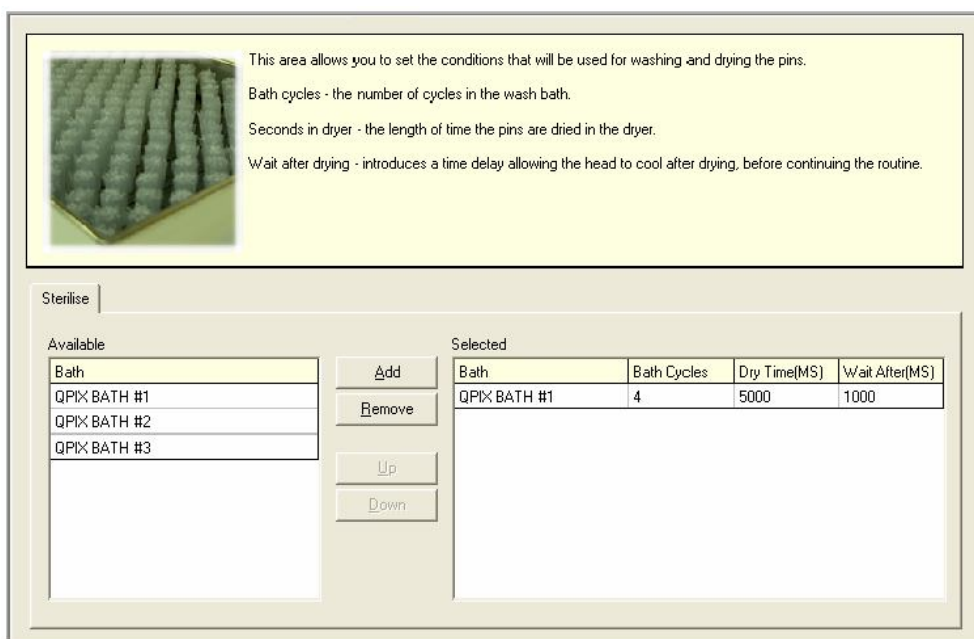 This area allows you to set the conditions that will be used for washing and drying the pins.
Bath cycles - the number of cycles in the wash bath.
Seconds in dryer - the length of time the pins are dried in the dryer.
Wait after drying - introduces a time delay allowing the head to cool after drying, before continuing the routine.
Sterilise
Available
Bath
QPIX BATH #1
QPIX BATH #2
QPIX BATH #3
Add
Remove
Up
Down
Selected
Bath Bath Cycles Dry Time(MS) Wait After(MS)
QPIX BATH #1 4 5000 1000